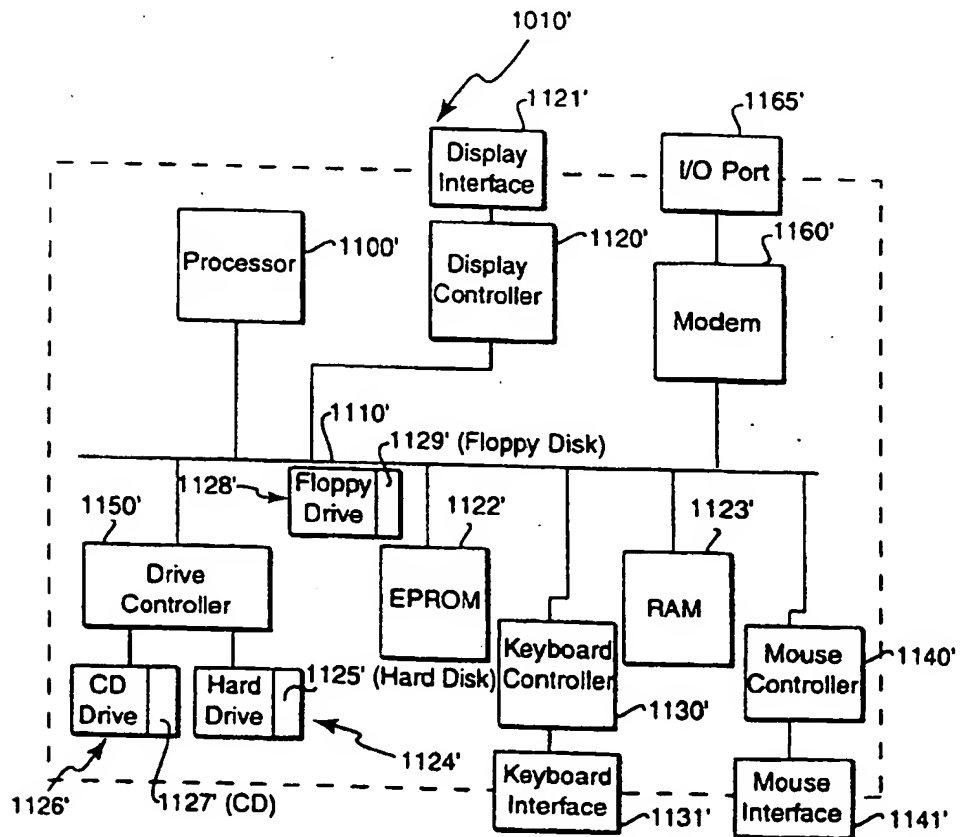 1010'
1121'
1165'
Display
Interface
I/O Port
1100'
1120'
1160'
Processor
Display
Controller
Modem
1110'
1129' (Floppy Disk)
1128'
Floppy
Drive
1150'
1122'
1123'
Drive
Controller
EPROM
RAM
Keyboard
Controller
Mouse
Controller
1140'
CD
Drive
Hard
Drive
1125' (Hard Disk)
1130'
1124'
1126'
1127' (CD)
Keyboard
Interface
1131'
Mouse
Interface
1141'